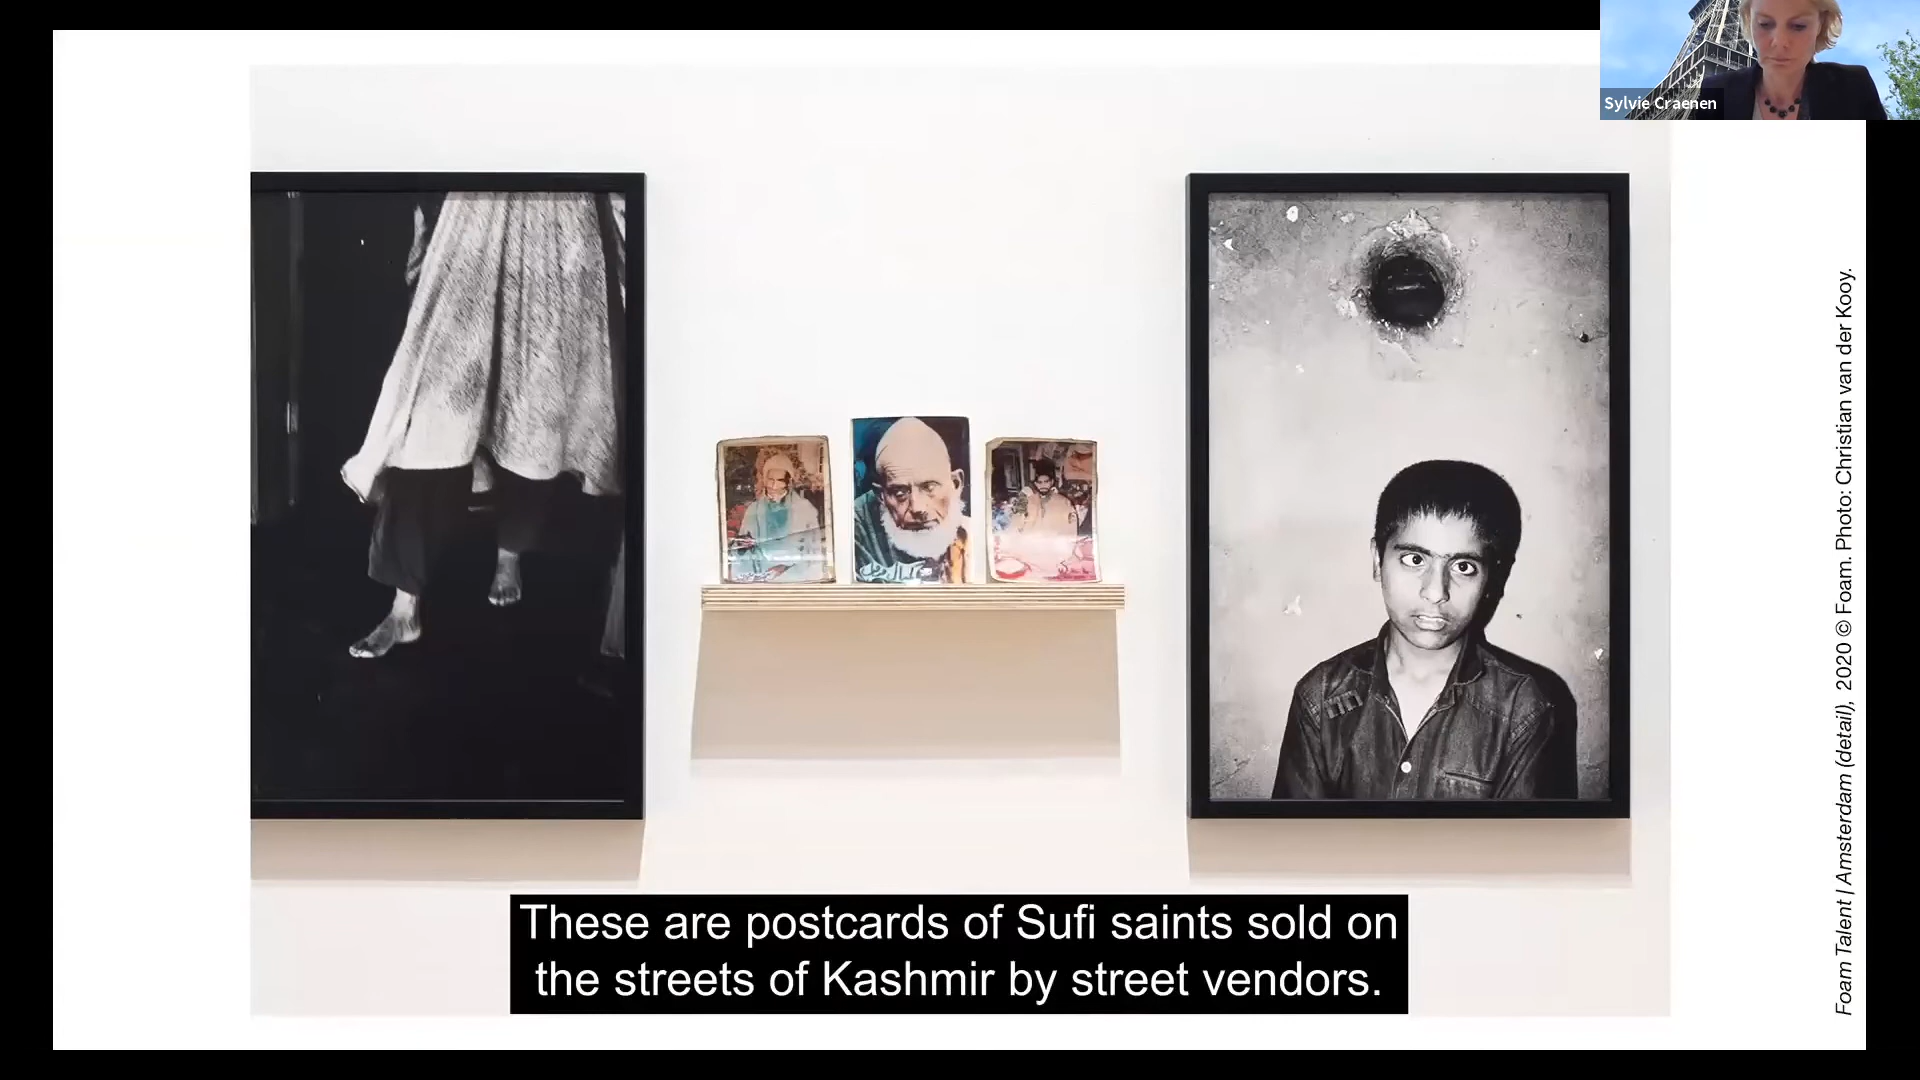 Sylvie Craenen
Foam Talent | Amsterdam (detail), 2020 © Foam. Photo: Christian van der Kooy.
These are postcards of Sufi saints sold on
the streets of Kashmir by street vendors.